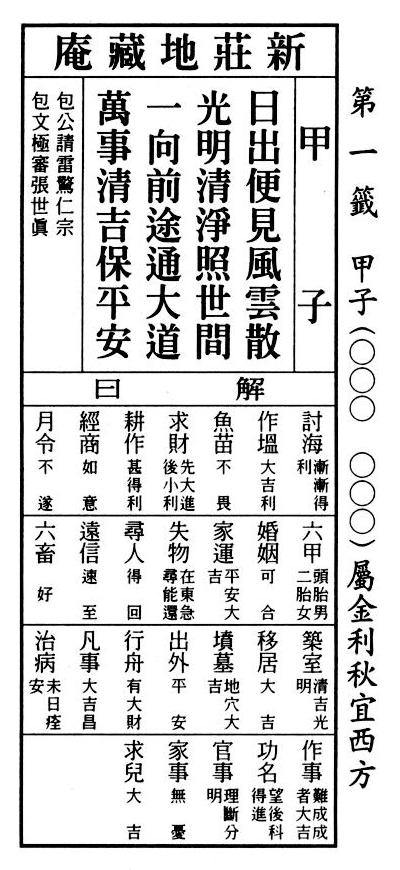 第一籤 甲子(○○○ ○○○)屬金利秋宜西方
新莊地藏庵
甲子
日出便見風雲散
光明清淨照世間
一向前途通大道
萬事清吉保平安
包公請雷驚仁宗
包文極審張世真
解曰
討海 漸漸得利
作塭 大吉利
魚苗 不畏
求財 先大進後小利
耕作 甚得利
經商 如意
月令 不遂
六甲 頭胎男二胎女
婚姻 可合
家運 平安大吉
失物 在東急尋能還
尋人 得回
遠信 速至
六畜 好
築室 清吉光明
移居 大吉
墳墓 地穴大吉
出外 平安
行舟 有大財
凡事 大吉昌
治病 未日痊安
作事 難成成者大吉
功名 望後科得進
官事 理斷分明
家事 無憂
求兒 大吉